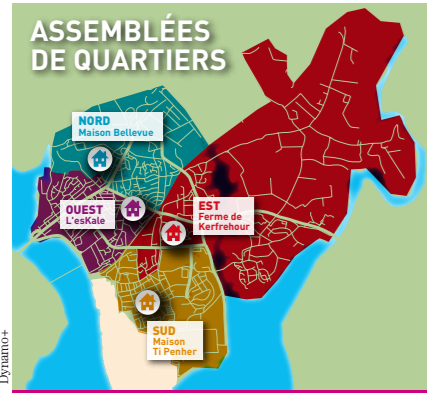 ASSEMBLÉES
DE QUARTIERS
NORD
Maison Bellevue
OUEST
L'esKale
EST
Ferme de
Kerfrehour
SUD
Maison
Ti Penher
Dynamo+